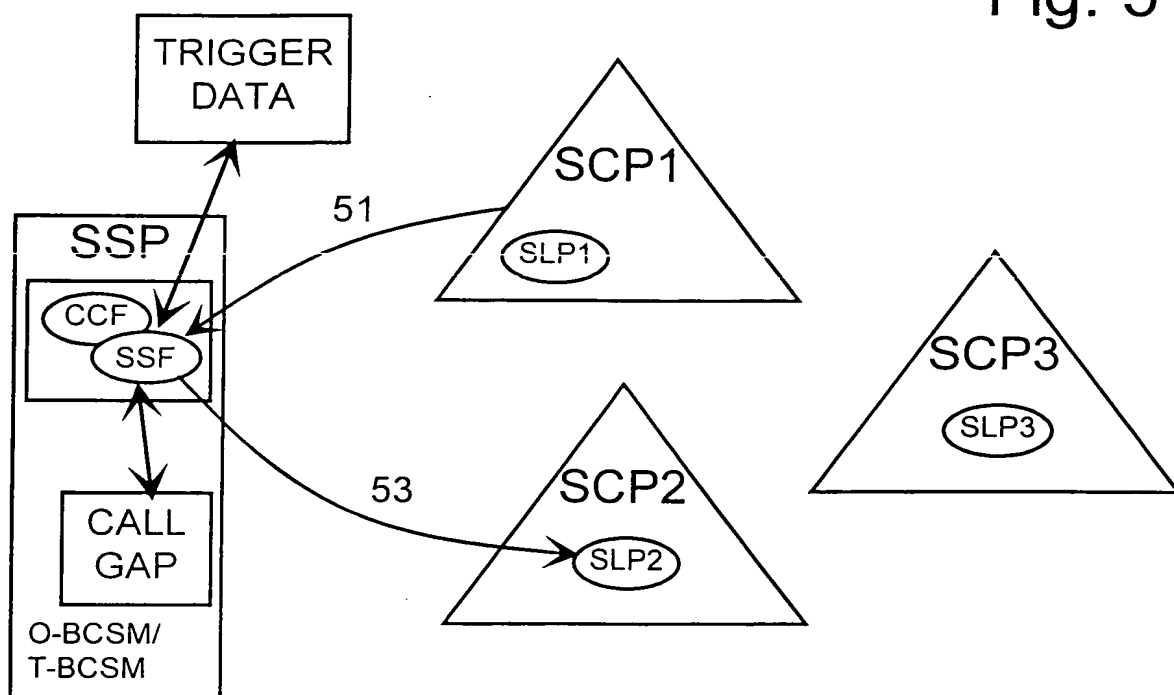 Fig. 5
TRIGGER
DATA
SCP1
51
SSP
SLP1
CCF
SSF
SCP3
SLP3
53
SCP2
CALL
GAP
SLP2
O-BCSM/
T-BCSM